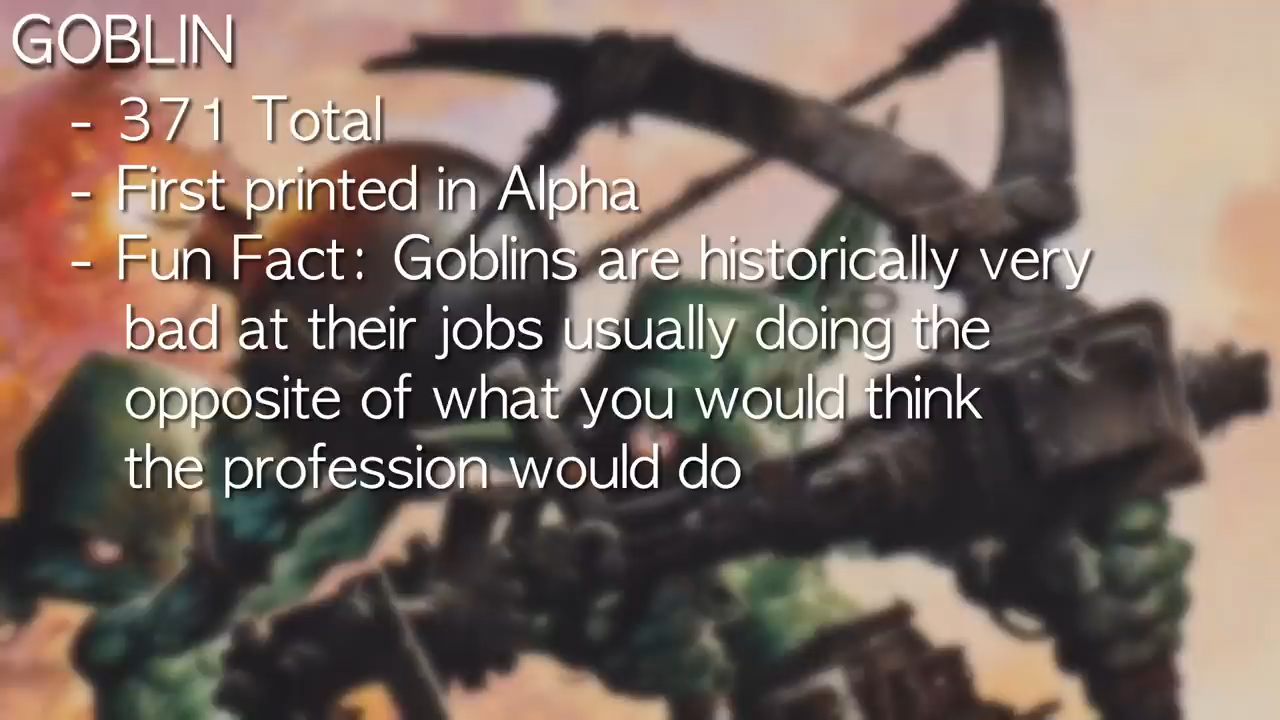 GOBLIN
- 371 Total
- First printed in Alpha
- Fun Fact: Goblins are historically very
bad at their jobs usually doing the
opposite of what you would think
the profession would do